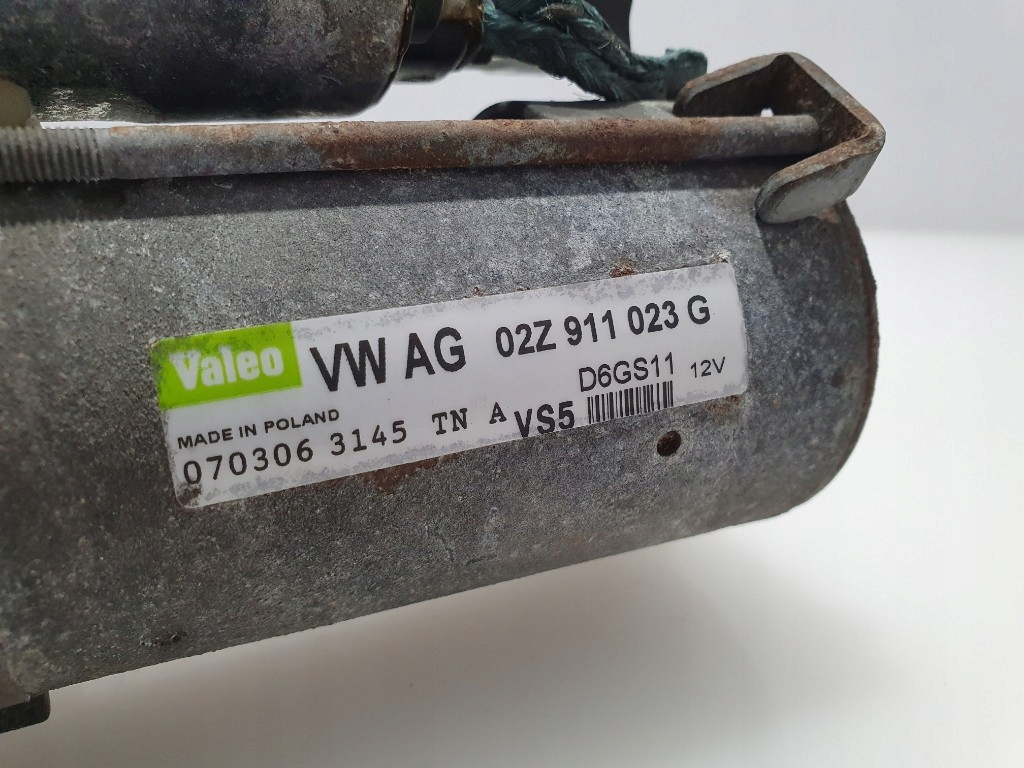 Valeo VW AG 02Z 911 023 G
D6GS11 12V
MADE IN POLAND
070306 3145 TN A VS5